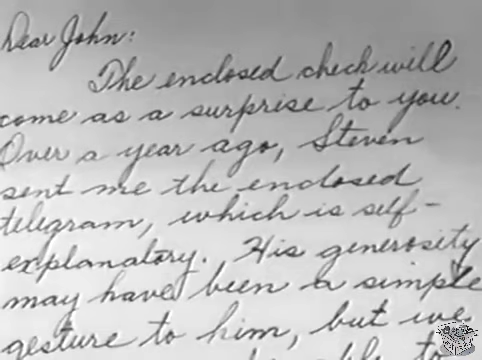 Dear John:
The enclosed check will
come as a surprise to you.
Over a year ago, Steven
sent me the enclosed
telegram, which is self-
explanatory. His generosity
may have been a simple
gesture to him, but we
to